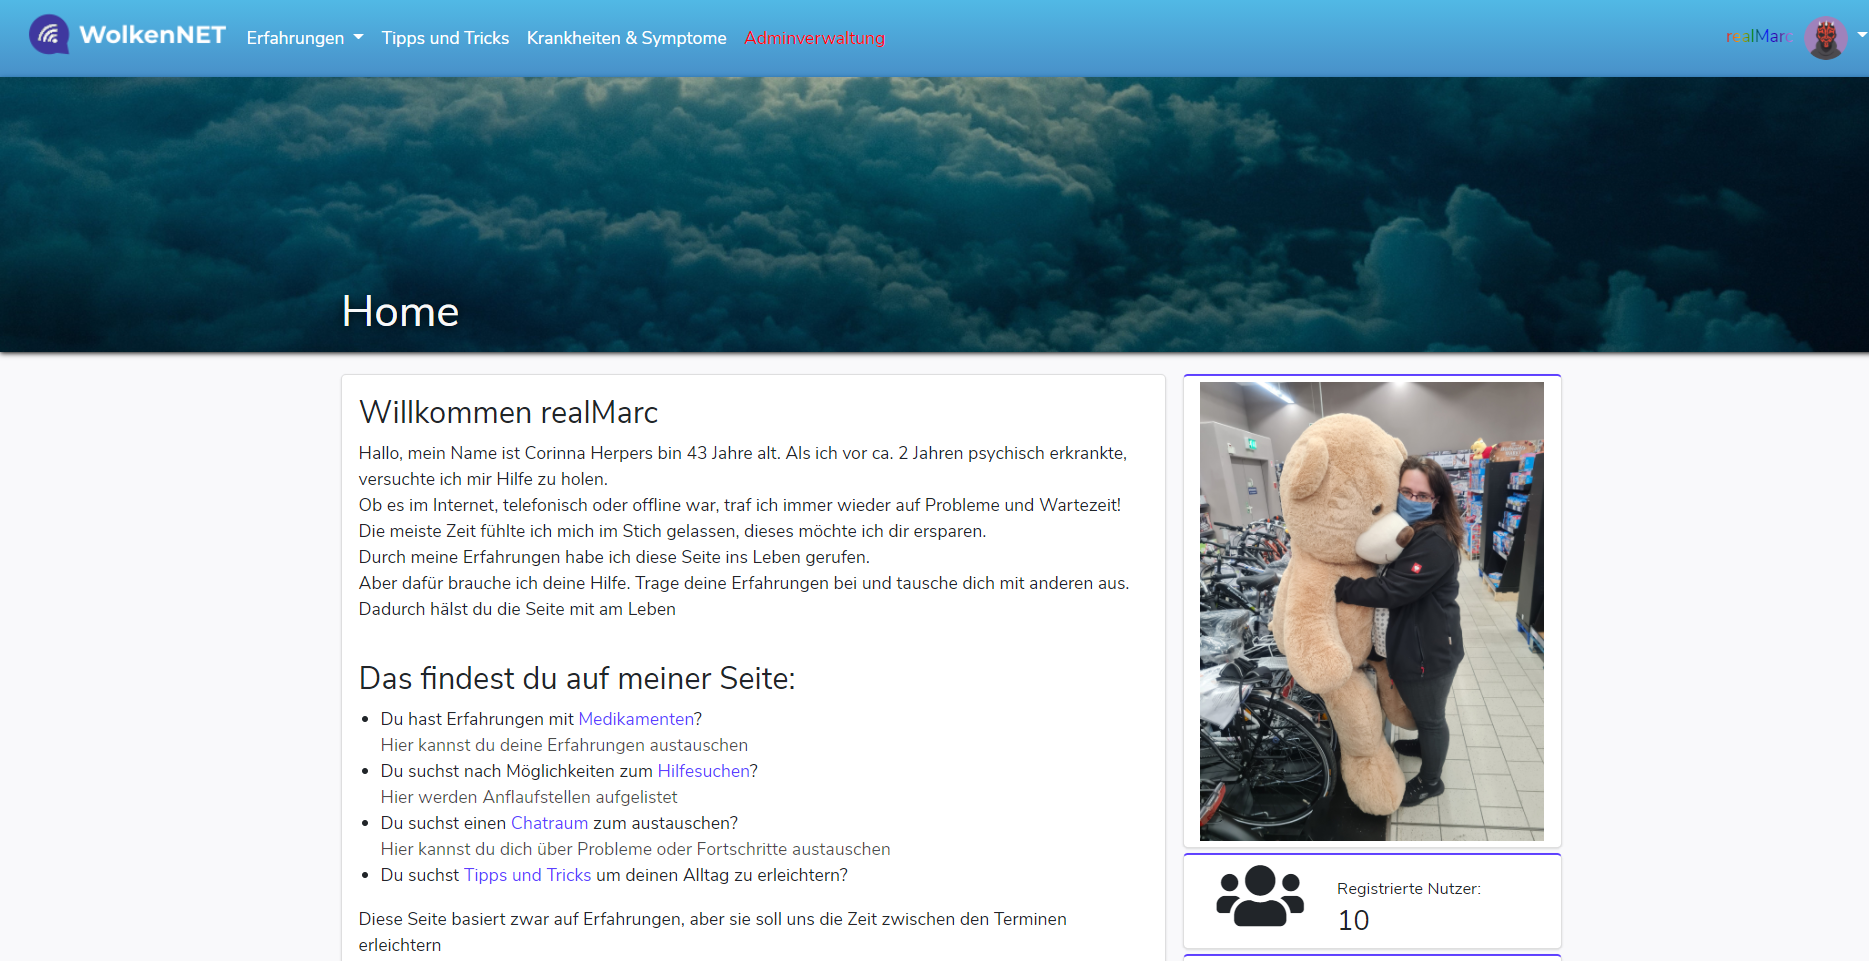 WolkenNET
Erfahrungen
Tipps und Tricks
Krankheiten & Symptome
Adminverwaltung
realMarc
Home
Willkommen realMarc
Hallo, mein Name ist Corinna Herpers bin 43 Jahre alt. Als ich vor ca. 2 Jahren psychisch erkrankte,
versuchte ich mir Hilfe zu holen.
Ob es im Internet, telefonisch oder offline war, traf ich immer wieder auf Probleme und Wartezeit!
Die meiste Zeit fühlte ich mich im Stich gelassen, dieses möchte ich dir ersparen.
Durch meine Erfahrungen habe ich diese Seite ins Leben gerufen.
Aber dafür brauche ich deine Hilfe. Trage deine Erfahrungen bei und tausche dich mit anderen aus.
Dadurch hälst du die Seite mit am Leben
Das findest du auf meiner Seite:
Du hast Erfahrungen mit Medikamenten?
Hier kannst du deine Erfahrungen austauschen
Du suchst nach Möglichkeiten zum Hilfesuchen?
Hier werden Anflaufstellen aufgelistet
Du suchst einen Chatraum zum austauschen?
Hier kannst du dich über Probleme oder Fortschritte austauschen
Du suchst Tipps und Tricks um deinen Alltag zu erleichtern?
Diese Seite basiert zwar auf Erfahrungen, aber sie soll uns die Zeit zwischen den Terminen
erleichtern
Registrierte Nutzer:
10